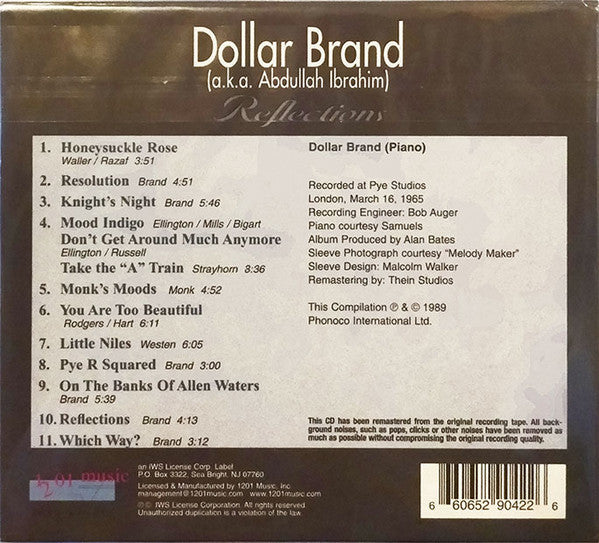 Dollar Brand
(a.k.a. Abdullah Ibrahim)
Reflections
1. Honeysuckle Rose
Waller / Razaf 3:51
2. Resolution Brand 4:51
3. Knight's Night Brand 5:46
4. Mood Indigo Ellington / Mills / Bigart
Don't Get Around Much Anymore
Ellington / Russell
Take the "A" Train Strayhorn 3:36
5. Monk's Moods Monk 4:52
6. You Are Too Beautiful
Rodgers / Hart 6:11
7. Little Niles Westen 6:05
8. Pye R Squared Brand 3:00
9. On The Banks Of Allen Waters
Brand 5:39
10. Reflections Brand 4:13
11. Which Way? Brand 3:12
Dollar Brand (Piano)
Recorded at Pye Studios
London, March 16, 1965
Recording Engineer: Bob Auger
Piano courtesy Samuels
Album Produced by Alan Bates
Sleeve Photograph courtesy "Melody Maker"
Sleeve Design: Malcolm Walker
Remastering: Thein Studios
This Compilation ℗ & © 1989
Phonoco International Ltd.
This CD has been remastered from the original recording tape. All back-
ground noises, such as pops, clicks or other noises have been removed as
much as possible without compromising the original recording quality.
1201 music
an IWS License Corp. Label
P.O. Box 3322, Sea Bright, NJ 07760
Licensed & Manufactured by 1201 Music, Inc
management@1201music.com www.1201music.com
℗ © IWS License Corporation. All Rights Reserved.
Unauthorized duplication is a violation of the law.
6 60652 90422 6